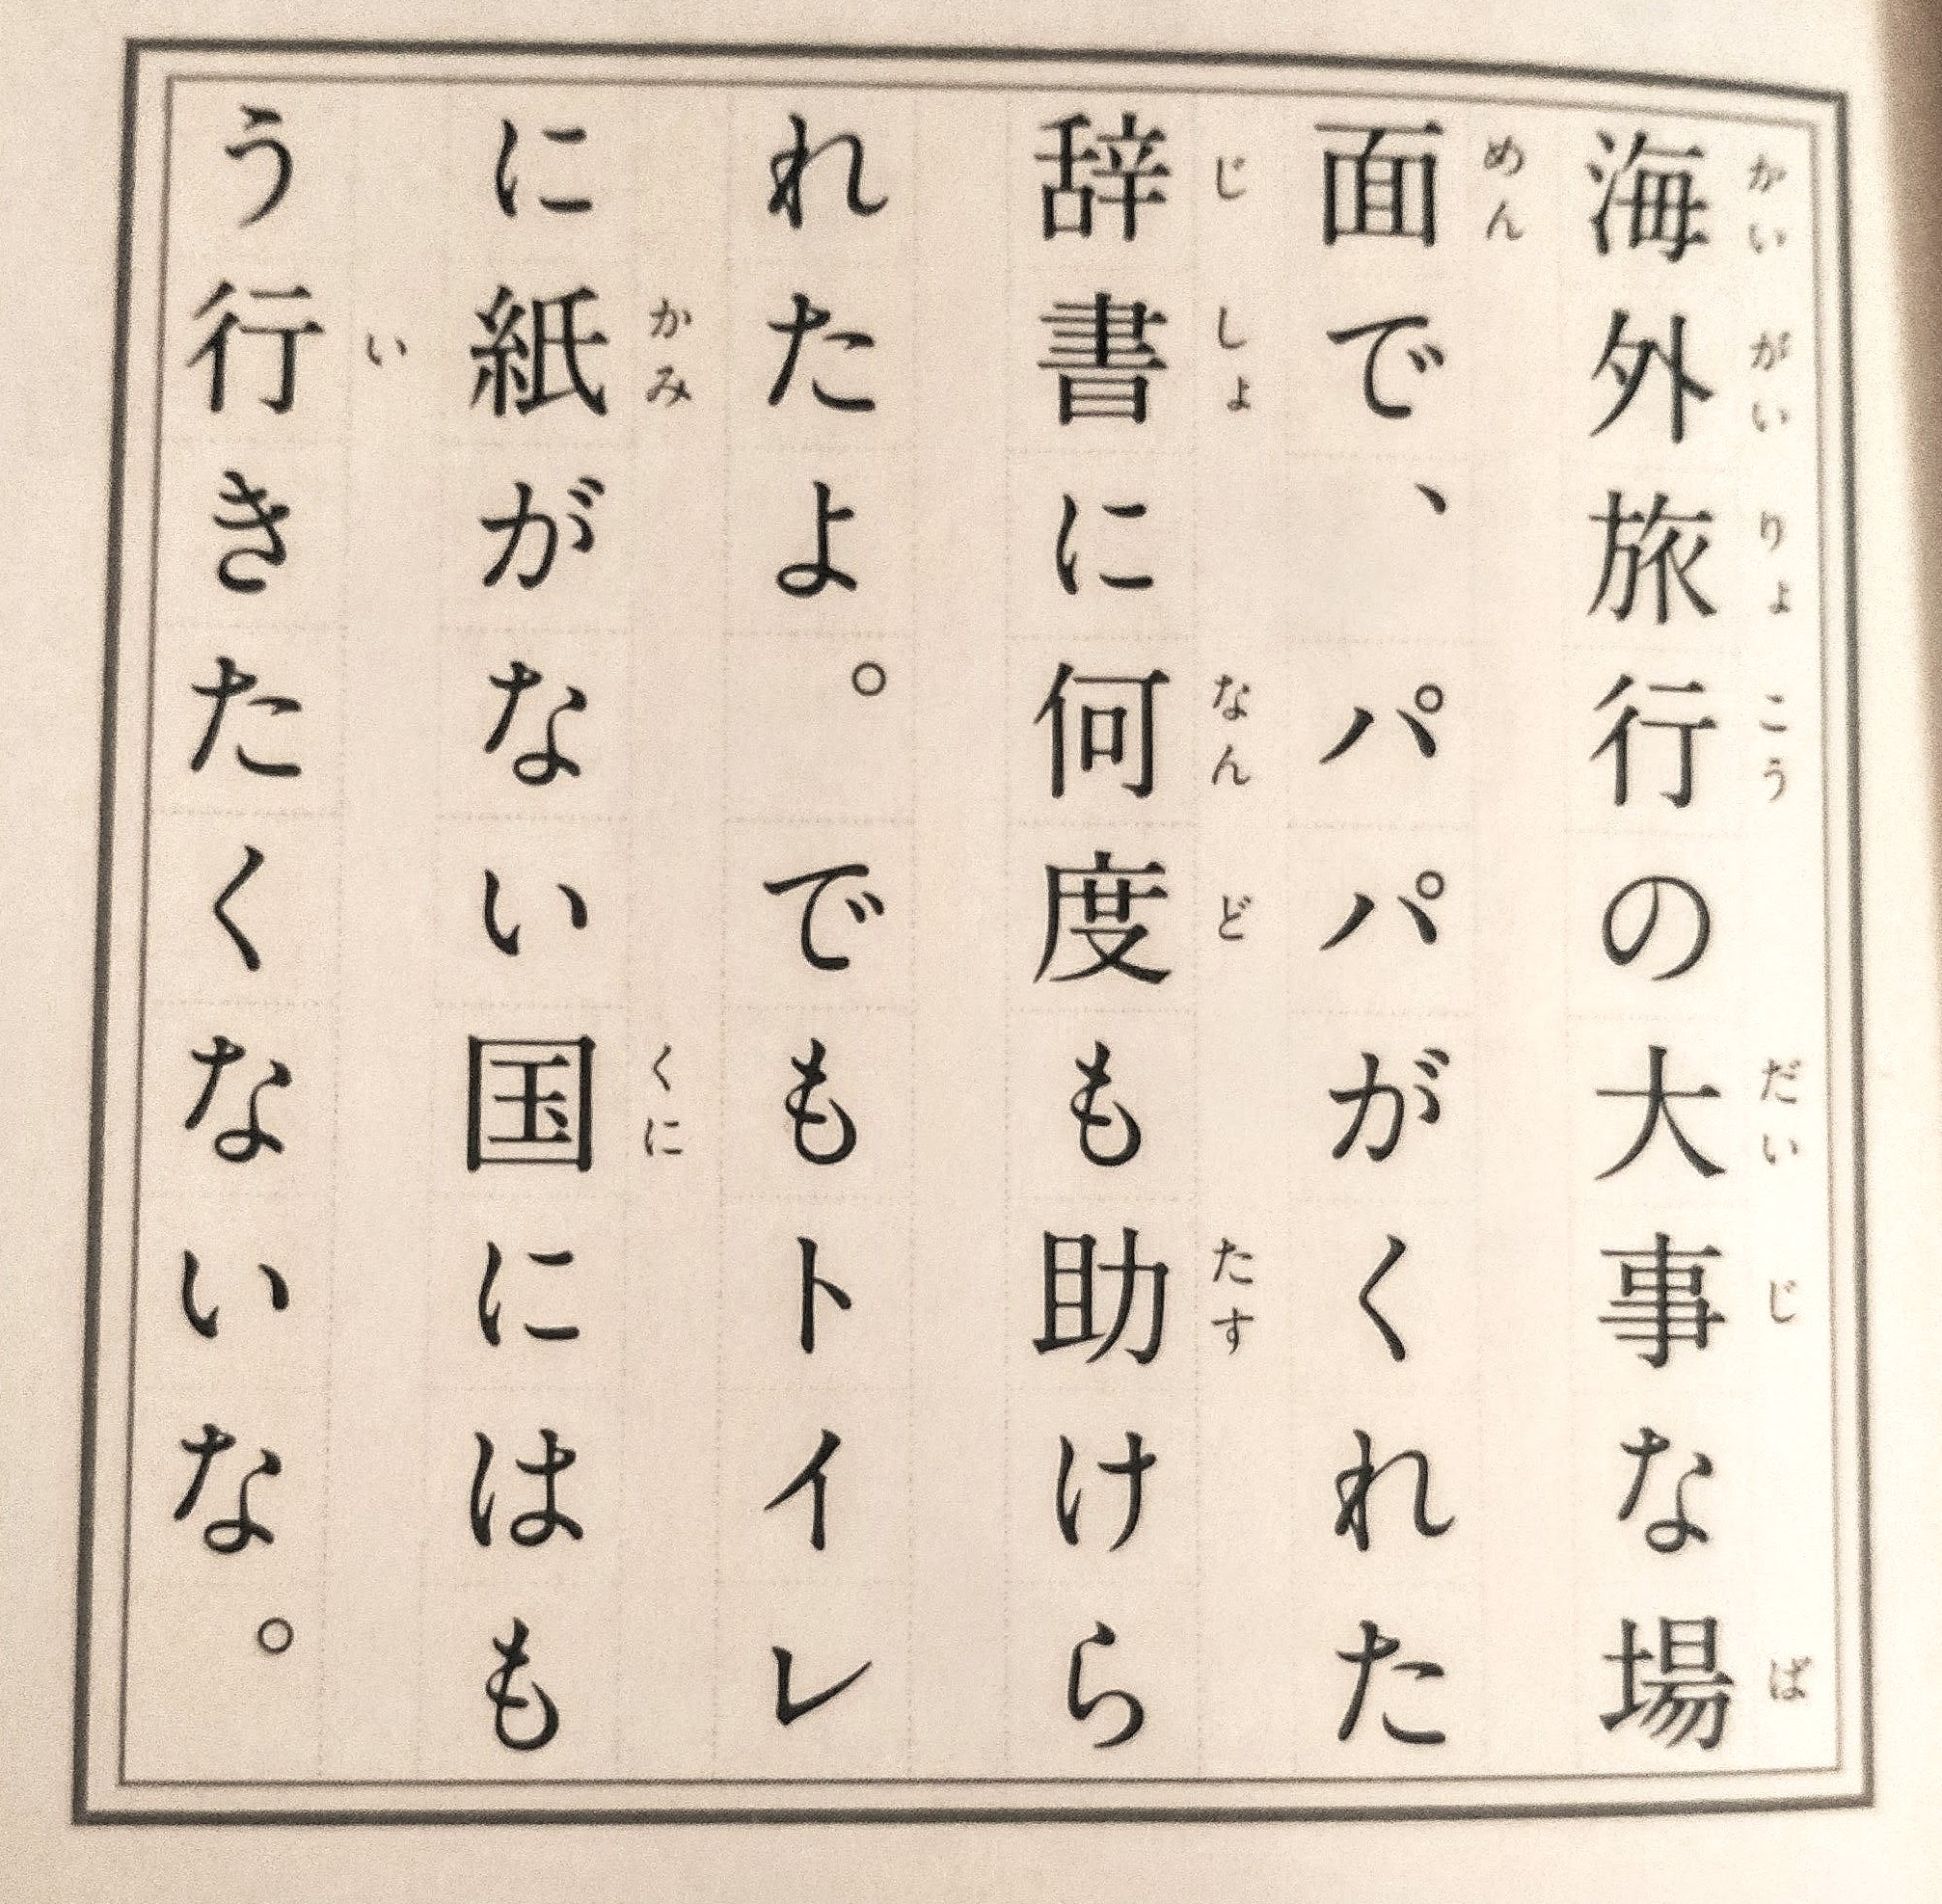 海外旅行の大事な場
面で、パパがくれた
辞書に何度も助けら
れたよ。でもトイレ
に紙がない国にはも
う行きたくないな。